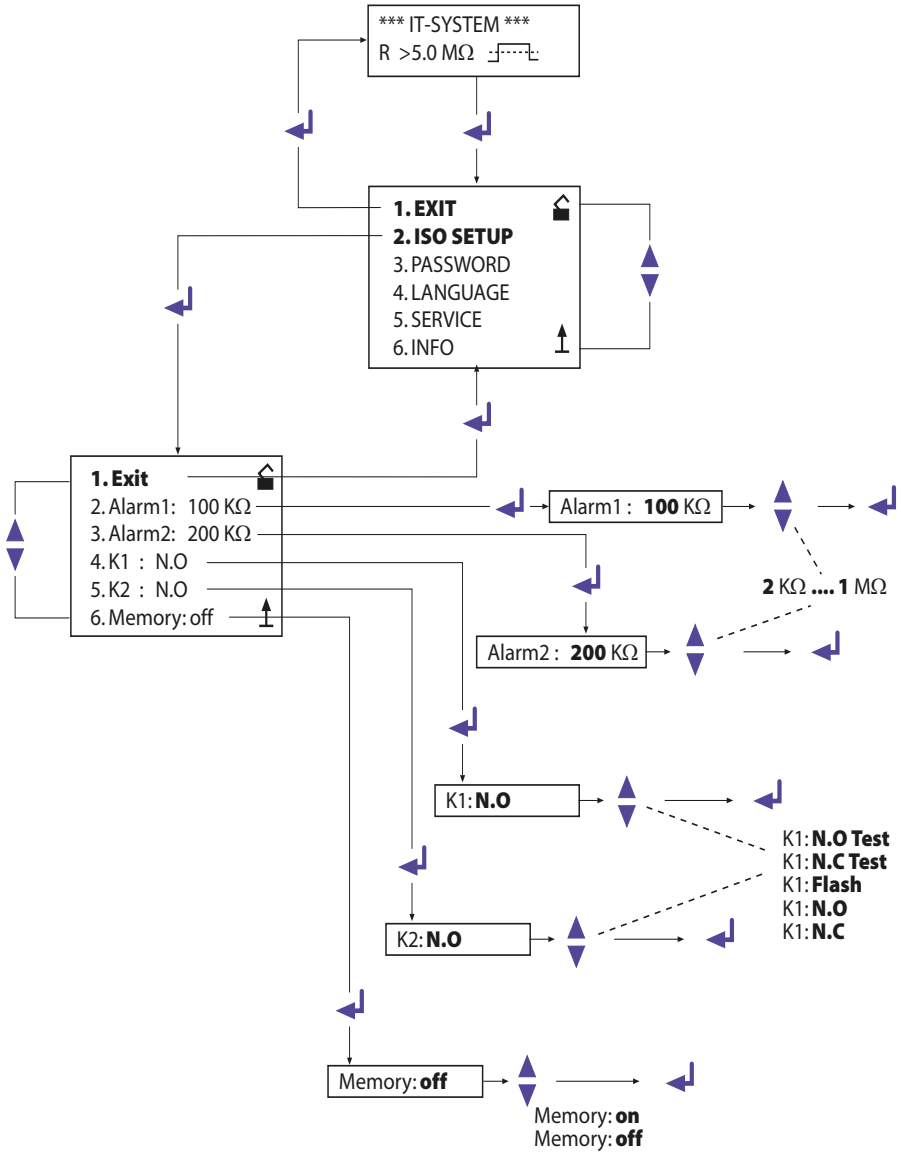 *** IT-SYSTEM ***
R >5.0 MΩ
1. EXIT
2. ISO SETUP
3. PASSWORD
4. LANGUAGE
5. SERVICE
6. INFO
1. Exit
2. Alarm1: 100 KΩ
3. Alarm2: 200 KΩ
4. K1 : N.O
5. K2 : N.O
6. Memory: off
Alarm1 : 100 KΩ
2 KΩ .... 1 MΩ
Alarm2 : 200 KΩ
K1: N.O
K1: N.O Test
K1: N.C Test
K1: Flash
K1: N.O
K1: N.C
K2: N.O
Memory: off
Memory: on
Memory: off